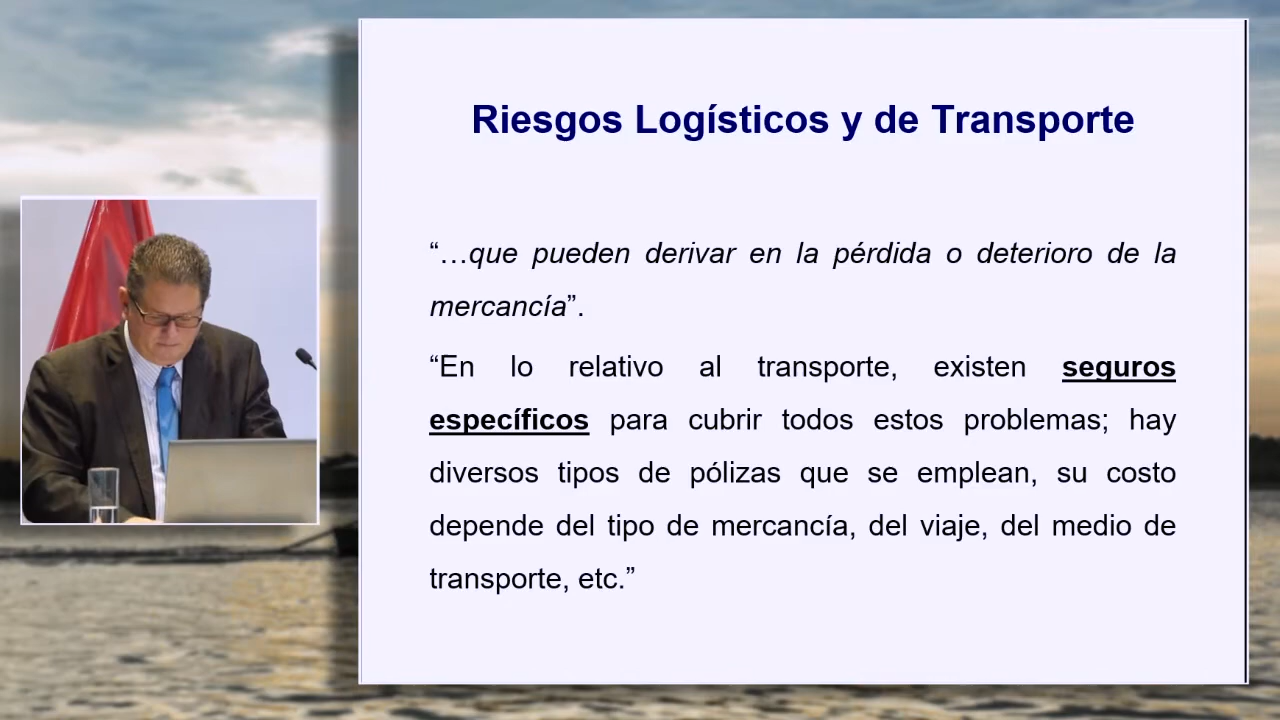 Riesgos Logísticos y de Transporte
“…que pueden derivar en la pérdida o deterioro de la
mercancía”.
“En lo relativo al transporte, existen seguros
específicos para cubrir todos estos problemas; hay
diversos tipos de pólizas que se emplean, su costo
depende del tipo de mercancía, del viaje, del medio de
transporte, etc.”